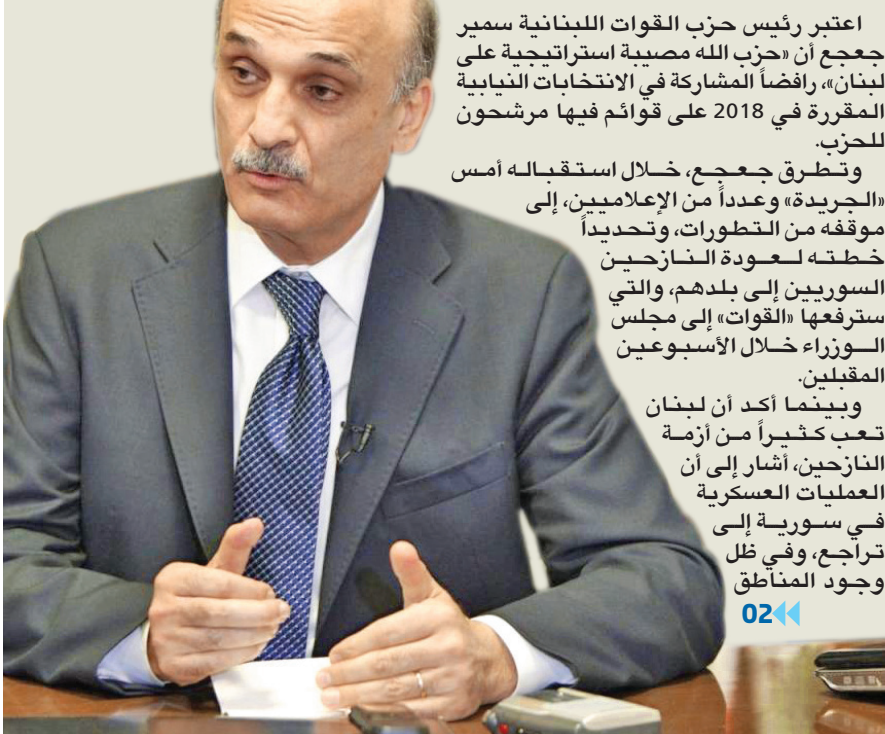 اعتبر رئيس حزب القوات اللبنانية سمير
جعجع أن «حزب الله مصيبة استراتيجية على
لبنان»، رافضاً المشاركة في الانتخابات النيابية
المقررة في 2018 على قوائم فيها مرشحون
للحزب.
وتطرق جعجع، خلال استقباله أمس
«الجريدة» وعدداً من الإعلاميين، إلى
موقفه من التطورات، وتحديداً
خطته لعودة النازحين
السوريين إلى بلدهم، والتي
سترفعها «القوات» إلى مجلس
الوزراء خلال الأسبوعين
المقبلين.
وبينما أكد أن لبنان
تعب كثيراً من أزمة
النازحين، أشار إلى أن
العمليات العسكرية
في سورية إلى
تراجع، وفي ظل
وجود المناطق
02